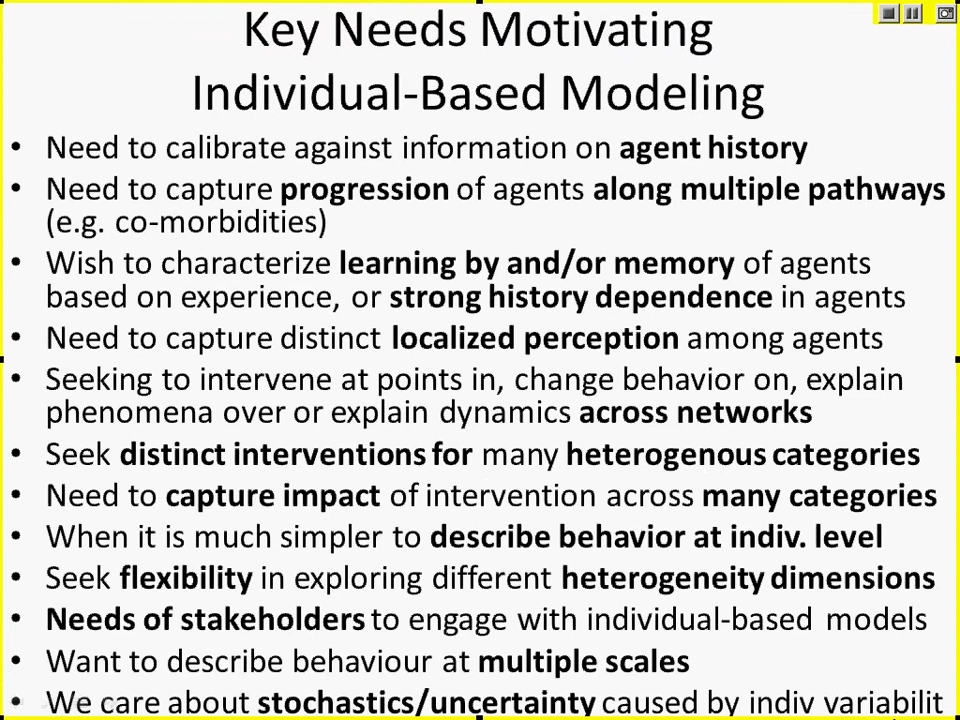 Key Needs Motivating
Individual-Based Modeling
• Need to calibrate against information on agent history
• Need to capture progression of agents along multiple pathways
(e.g. co-morbidities)
• Wish to characterize learning by and/or memory of agents
based on experience, or strong history dependence in agents
• Need to capture distinct localized perception among agents
• Seeking to intervene at points in, change behavior on, explain
phenomena over or explain dynamics across networks
• Seek distinct interventions for many heterogenous categories
• Need to capture impact of intervention across many categories
• When it is much simpler to describe behavior at indiv. level
• Seek flexibility in exploring different heterogeneity dimensions
• Needs of stakeholders to engage with individual-based models
• Want to describe behaviour at multiple scales
• We care about stochastics/uncertainty caused by indiv variabilit